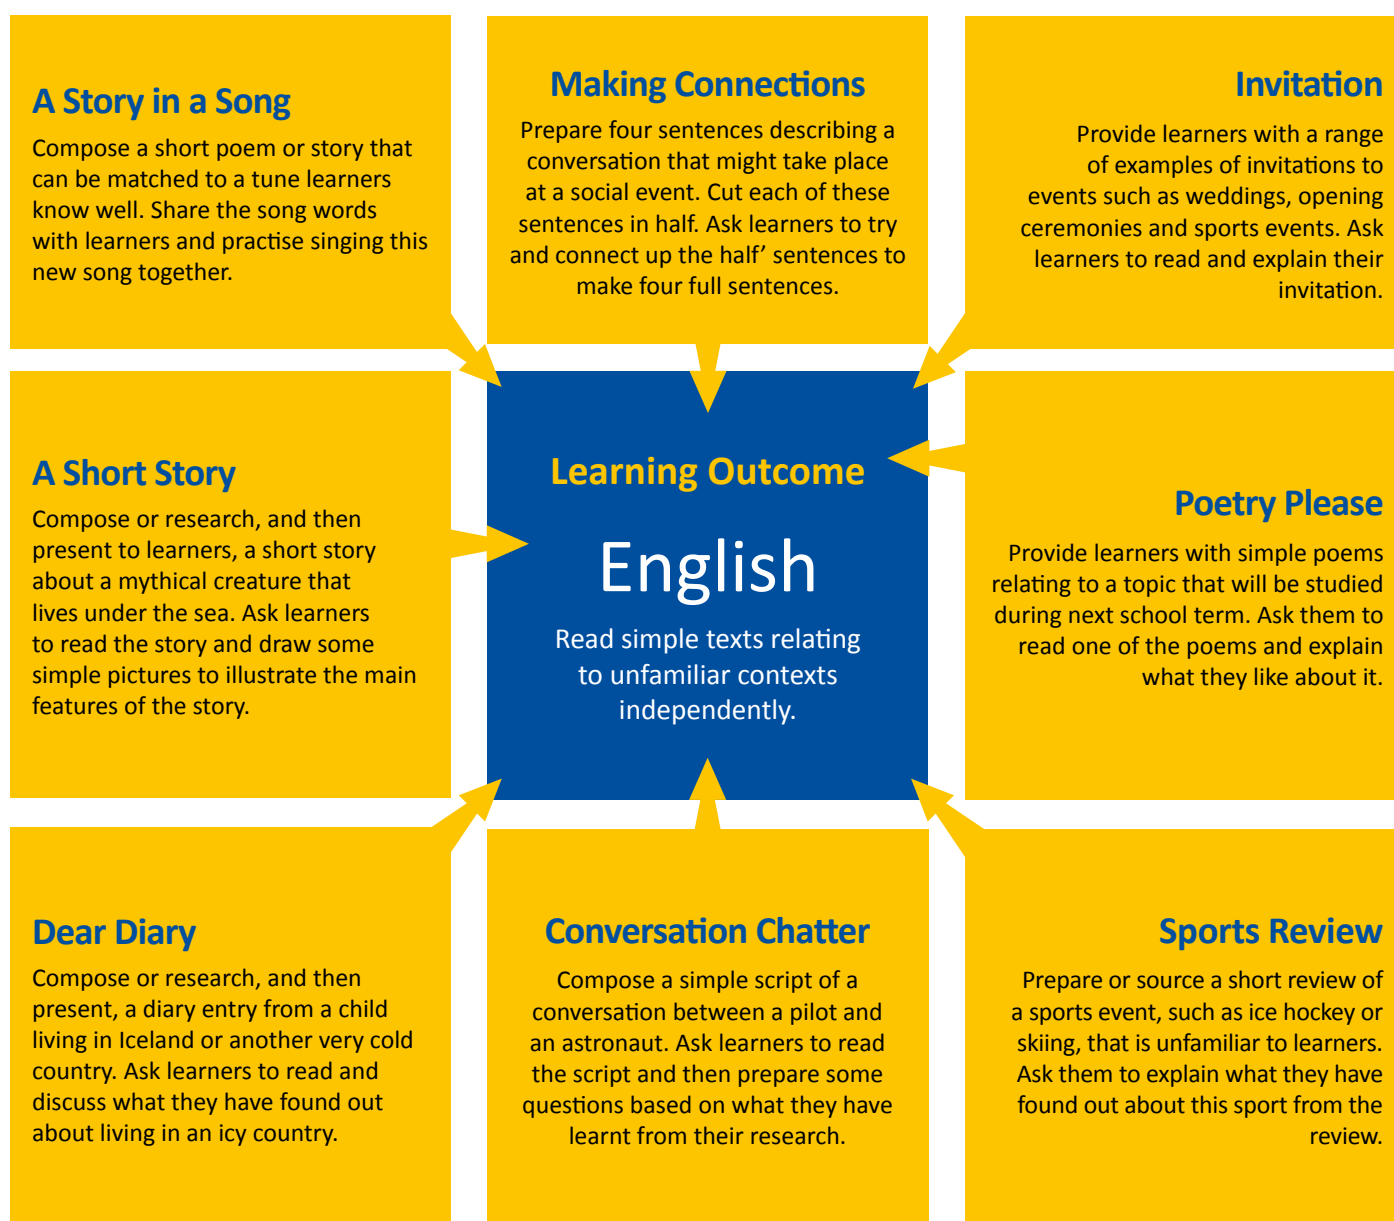 A Story in a Song
Compose a short poem or story that
can be matched to a tune learners
know well. Share the song words
with learners and practise singing this
new song together.
Making Connections
Prepare four sentences describing a
conversation that might take place
at a social event. Cut each of these
sentences in half. Ask learners to try
and connect up the half’ sentences to
make four full sentences.
Invitation
Provide learners with a range
of examples of invitations to
events such as weddings, opening
ceremonies and sports events. Ask
learners to read and explain their
invitation.
A Short Story
Compose or research, and then
present to learners, a short story
about a mythical creature that
lives under the sea. Ask learners
to read the story and draw some
simple pictures to illustrate the main
features of the story.
Learning Outcome
English
Read simple texts relating
to unfamiliar contexts
independently.
Poetry Please
Provide learners with simple poems
relating to a topic that will be studied
during next school term. Ask them to
read one of the poems and explain
what they like about it.
Dear Diary
Compose or research, and then
present, a diary entry from a child
living in Iceland or another very cold
country. Ask learners to read and
discuss what they have found out
about living in an icy country.
Conversation Chatter
Compose a simple script of a
conversation between a pilot and
an astronaut. Ask learners to read
the script and then prepare some
questions based on what they have
learnt from their research.
Sports Review
Prepare or source a short review of
a sports event, such as ice hockey or
skiing, that is unfamiliar to learners.
Ask them to explain what they have
found out about this sport from the
review.